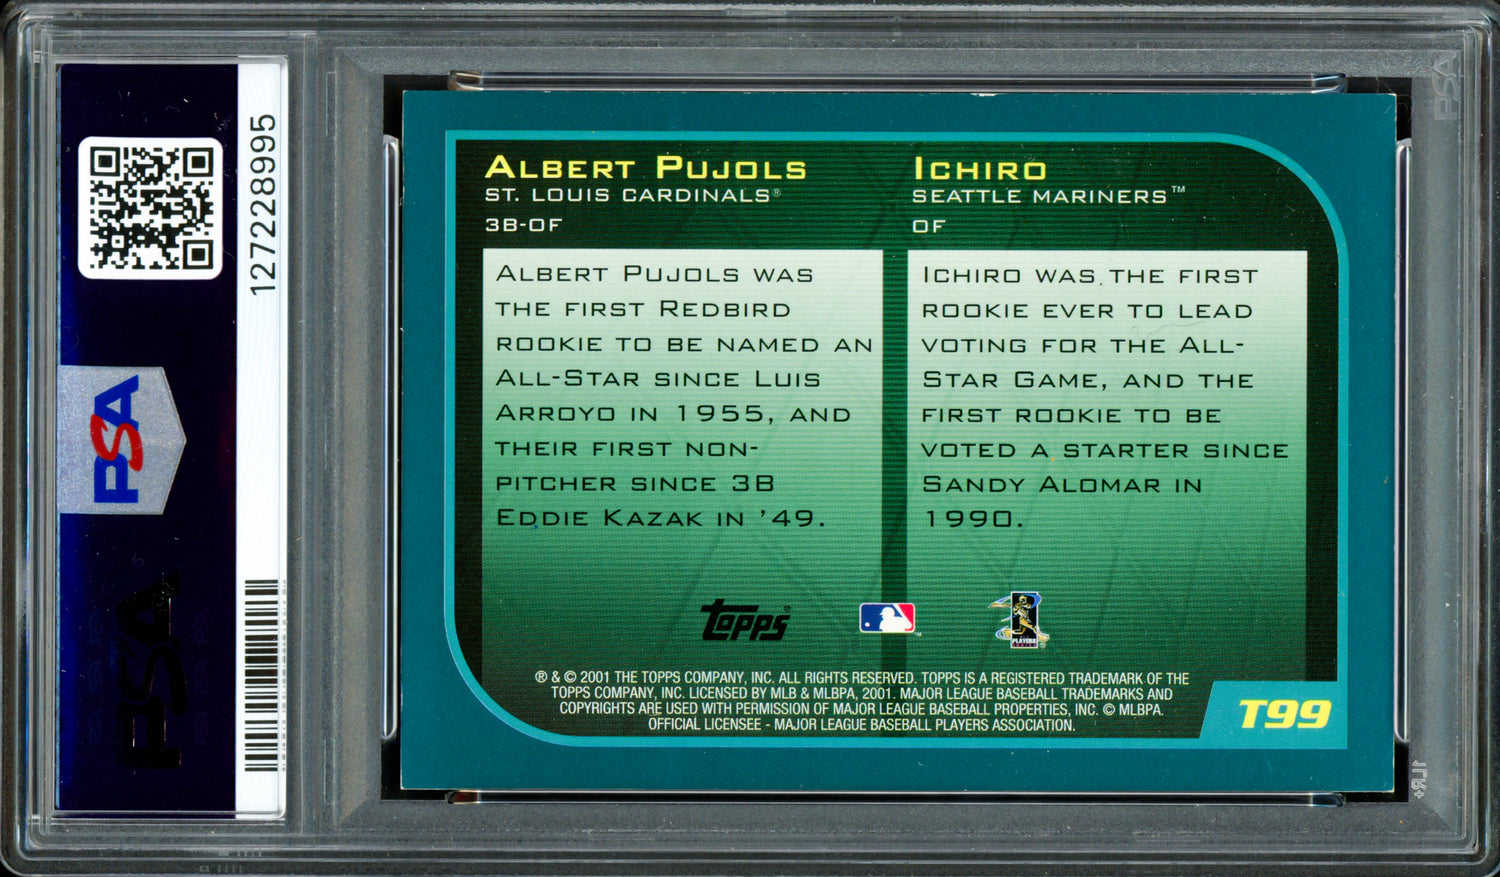 127228995
PSA
PSA
ALBERT PUJOLS
ST. LOUIS CARDINALS®
3B-OF
ALBERT PUJOLS WAS
THE FIRST REDBIRD
ROOKIE TO BE NAMED AN
ALL-STAR SINCE LUIS
ARROYO IN 1955, AND
THEIR FIRST NON-
PITCHER SINCE 3B
EDDIE KAZAK IN '49.
ICHIRO
SEATTLE MARINERS™
OF
ICHIRO WAS THE FIRST
ROOKIE EVER TO LEAD
VOTING FOR THE ALL-
STAR GAME, AND THE
FIRST ROOKIE TO BE
VOTED A STARTER SINCE
SANDY ALOMAR IN
1990.
Topps®
PLAYERS
CHOICE
® & © 2001 THE TOPPS COMPANY, INC. ALL RIGHTS RESERVED. TOPPS IS A REGISTERED TRADEMARK OF THE
TOPPS COMPANY, INC. LICENSED BY MLB & MLBPA, 2001. MAJOR LEAGUE BASEBALL TRADEMARKS AND
COPYRIGHTS ARE USED WITH PERMISSION OF MAJOR LEAGUE BASEBALL PROPERTIES, INC. © MLBPA.
OFFICIAL LICENSEE - MAJOR LEAGUE BASEBALL PLAYERS ASSOCIATION.
T99
PSA